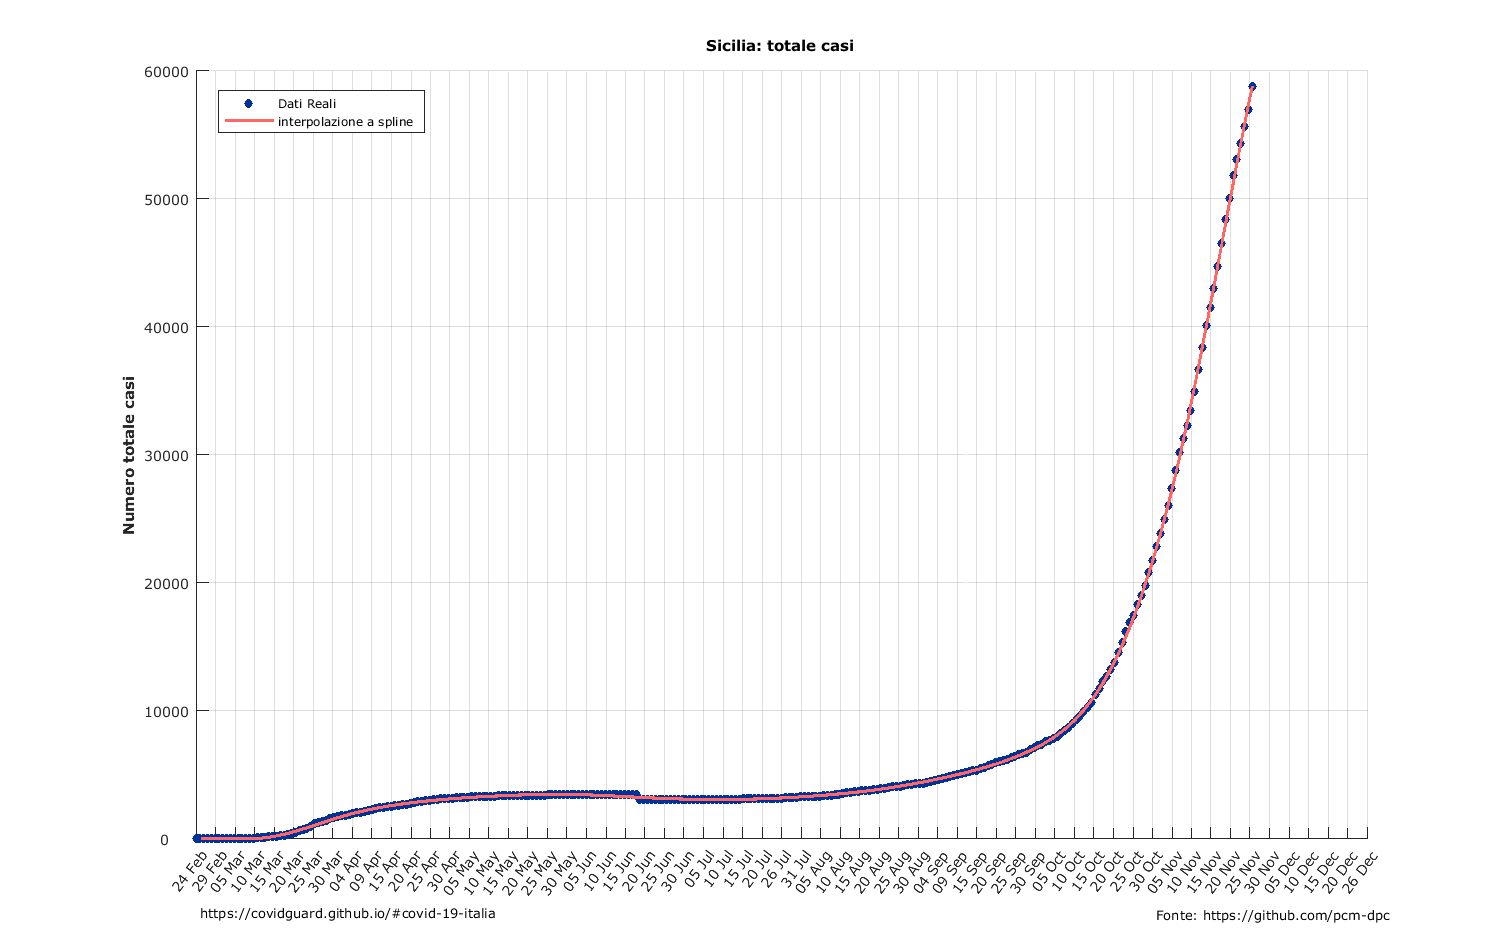 Sicilia: totale casi
60000
50000
40000
30000
20000
10000
0
Numero totale casi
Dati Reali
interpolazione a spline
24 Feb
29 Feb
05 Mar
10 Mar
15 Mar
20 Mar
25 Mar
30 Mar
04 Apr
09 Apr
15 Apr
20 Apr
25 Apr
30 Apr
05 May
10 May
15 May
20 May
25 May
30 May
05 Jun
10 Jun
15 Jun
20 Jun
25 Jun
30 Jun
05 Jul
10 Jul
15 Jul
20 Jul
26 Jul
31 Jul
05 Aug
10 Aug
15 Aug
20 Aug
25 Aug
30 Aug
04 Sep
09 Sep
15 Sep
20 Sep
25 Sep
30 Sep
05 Oct
10 Oct
15 Oct
20 Oct
25 Oct
30 Oct
05 Nov
10 Nov
15 Nov
20 Nov
25 Nov
30 Nov
05 Dec
10 Dec
15 Dec
20 Dec
26 Dec
https://covidguard.github.io/#covid-19-italia
Fonte: https://github.com/pcm-dpc